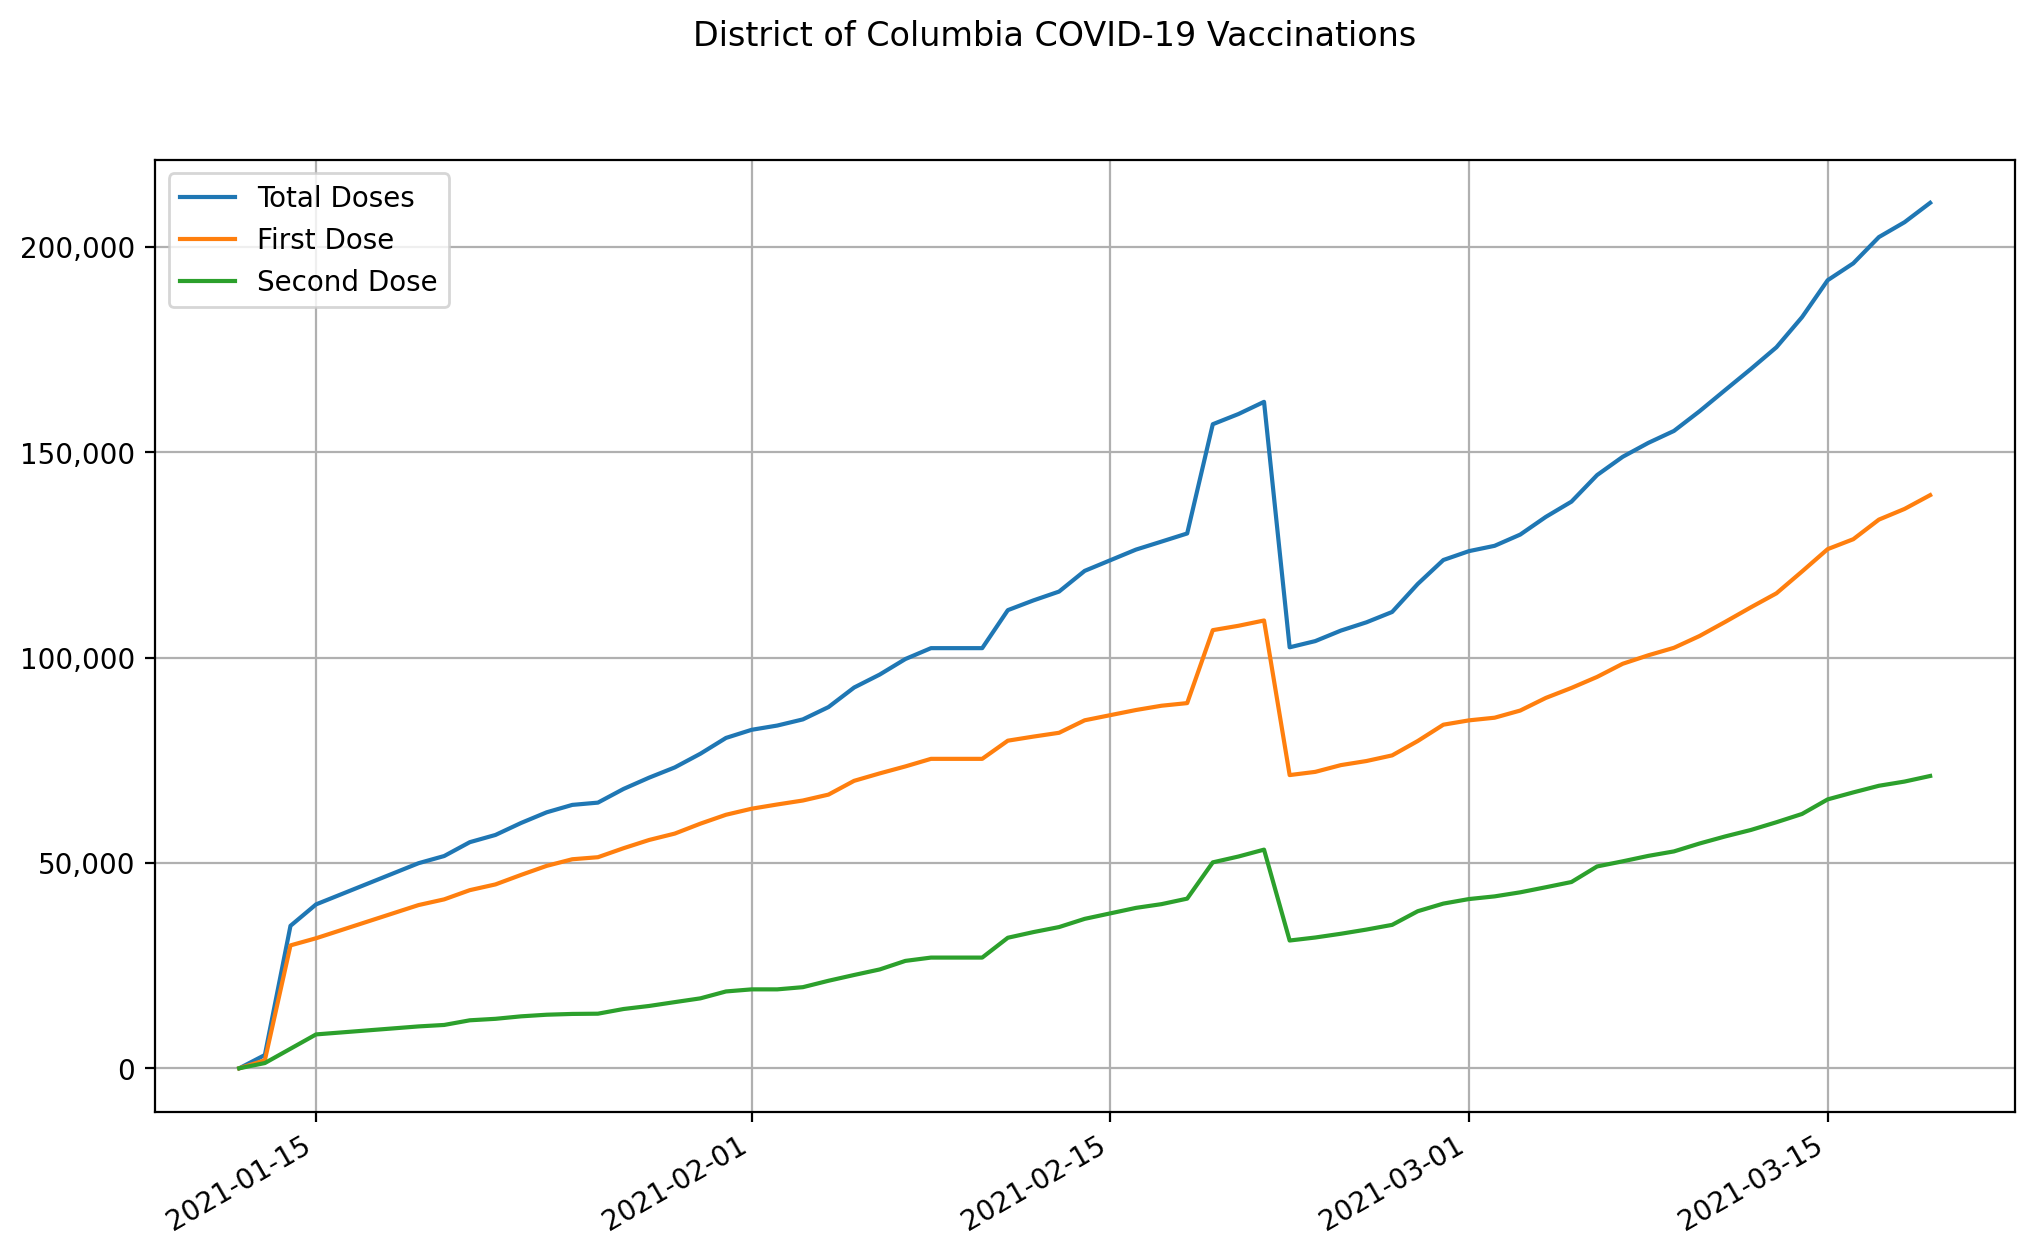 District of Columbia COVID-19 Vaccinations
Total Doses
First Dose
Second Dose
200,000
150,000
100,000
50,000
0
2021-01-15
2021-02-01
2021-02-15
2021-03-01
2021-03-15